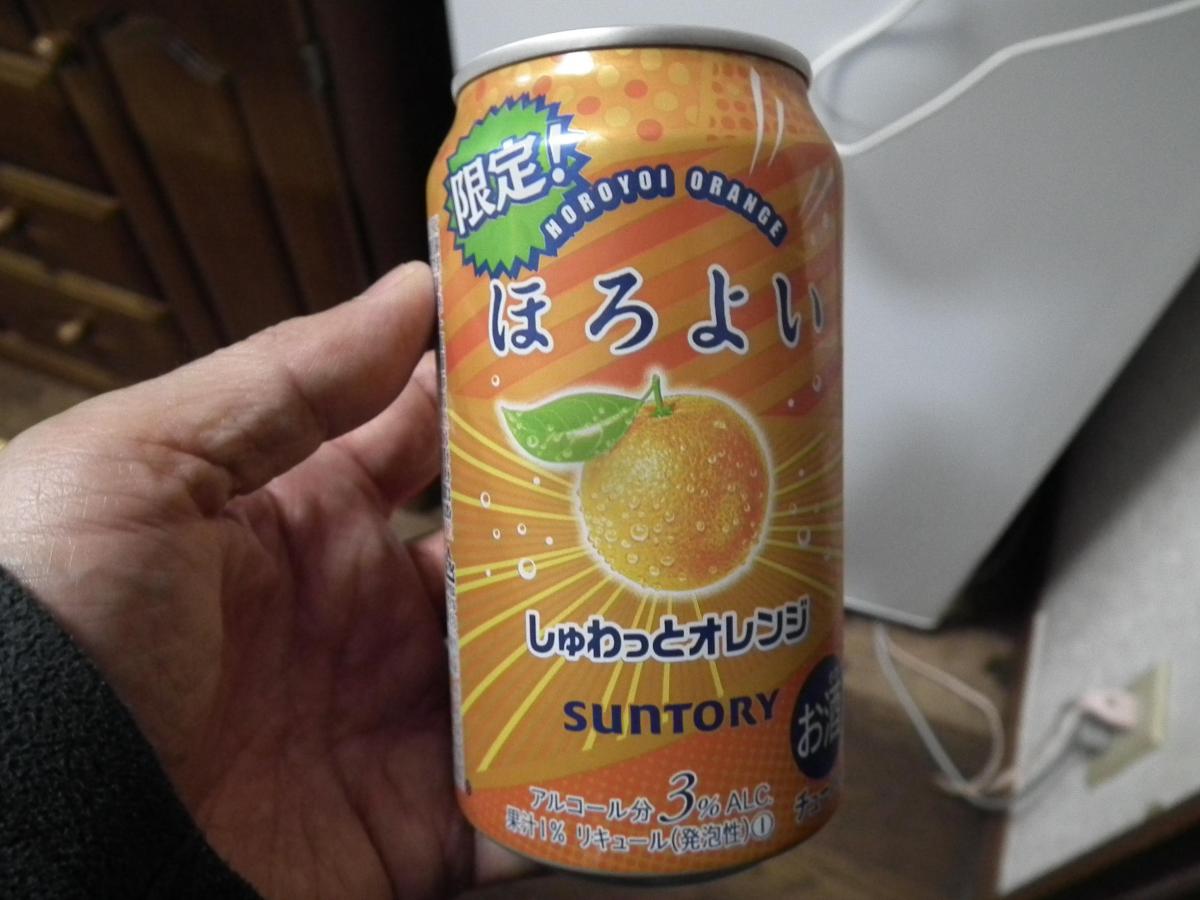 限定!
HOROYOI ORANGE
ほろよい
しゅわっとオレンジ
SUNTORY
お酒
アルコール分 3% ALC.
果汁1% リキュール(発泡性)①